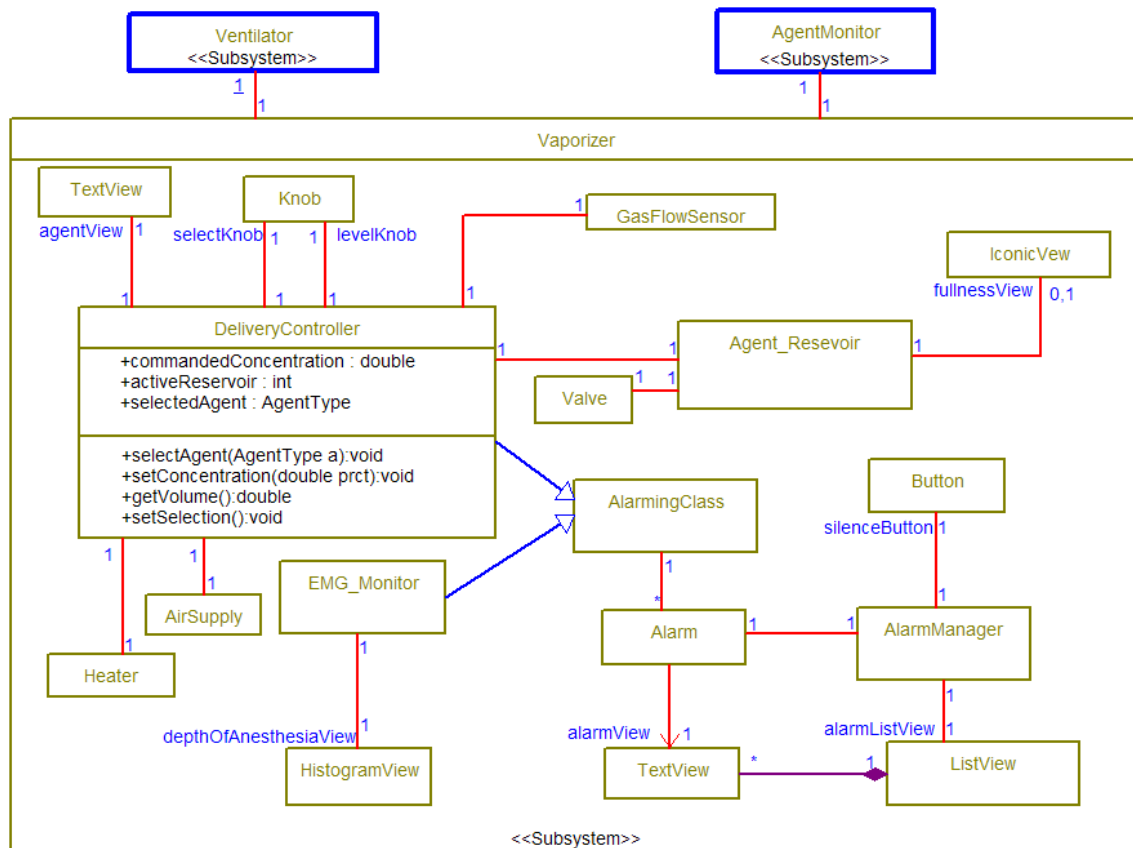 Ventilator
<<Subsystem>>
AgentMonitor
<<Subsystem>>
1
1
1
1
Vaporizer
TextView
agentView
1
1
Knob
selectKnob
1
1
levelKnob
1
1
1
GasFlowSensor
1
IconicVew
fullnessView
0,1
DeliveryController
+commandedConcentration : double
+activeReservoir : int
+selectedAgent : AgentType
+selectAgent(AgentType a):void
+setConcentration(double prct):void
+getVolume():double
+setSelection():void
1
1
Agent_Resevoir
1
1
1
Valve
AlarmingClass
Button
silenceButton
1
1
1
1
1
1
EMG_Monitor
AirSupply
Heater
1
*
Alarm
1
1
AlarmManager
1
1
depthOfAnesthesiaView
HistogramView
alarmView
1
alarmListView
1
1
TextView
*
1
ListView
<<Subsystem>>